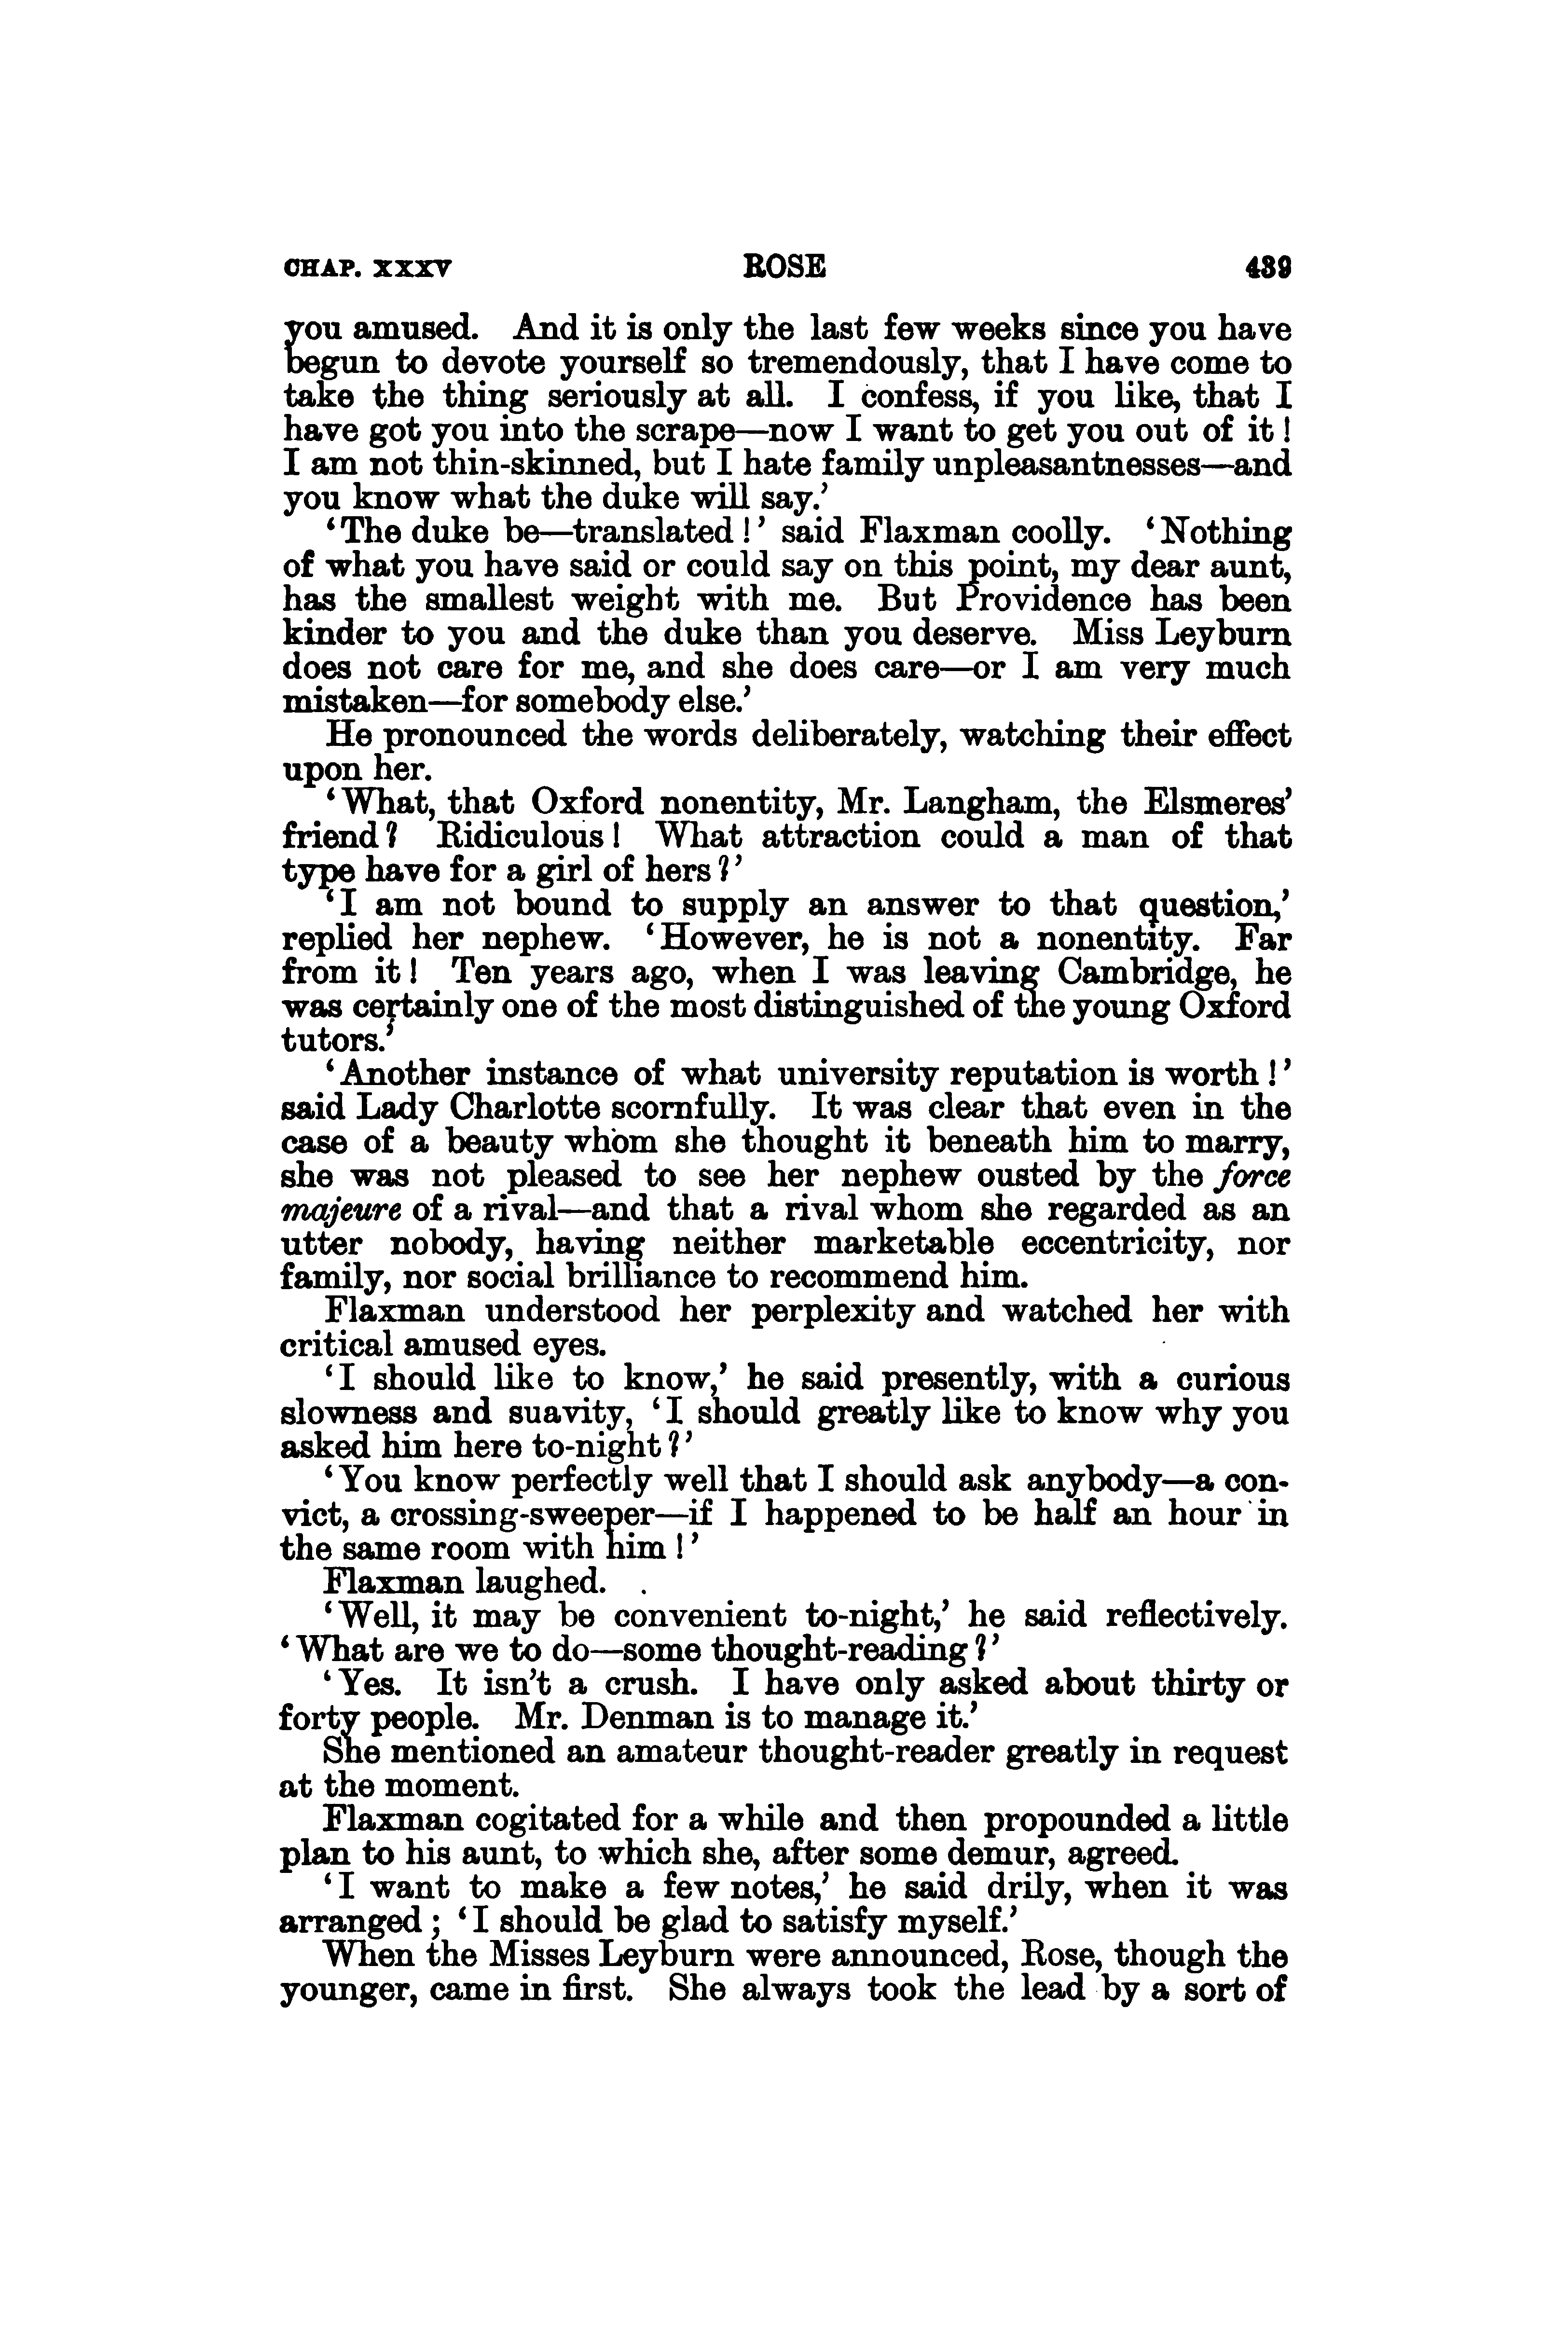 CHAP. XXXV ROSE 439
you amused. And it is only the last few weeks since you have
begun to devote yourself so tremendously, that I have come to
take the thing seriously at all. I confess, if you like, that I
have got you into the scrape—now I want to get you out of it!
I am not thin-skinned, but I hate family unpleasantnesses—and
you know what the duke will say.’
‘The duke be—translated!’ said Flaxman coolly. ‘Nothing
of what you have said or could say on this point, my dear aunt,
has the smallest weight with me. But Providence has been
kinder to you and the duke than you deserve. Miss Leyburn
does not care for me, and she does care—or I am very much
mistaken—for somebody else.’
He pronounced the words deliberately, watching their effect
upon her.
‘What, that Oxford nonentity, Mr. Langham, the Elsmeres’
friend? Ridiculous! What attraction could a man of that
type have for a girl of hers?’
‘I am not bound to supply an answer to that question,’
replied her nephew. ‘However, he is not a nonentity. Far
from it! Ten years ago, when I was leaving Cambridge, he
was certainly one of the most distinguished of the young Oxford
tutors.’
‘Another instance of what university reputation is worth!’
said Lady Charlotte scornfully. It was clear that even in the
case of a beauty whom she thought it beneath him to marry,
she was not pleased to see her nephew ousted by the force
majeure of a rival—and that a rival whom she regarded as an
utter nobody, having neither marketable eccentricity, nor
family, nor social brilliance to recommend him.
Flaxman understood her perplexity and watched her with
critical amused eyes.
‘I should like to know,’ he said presently, with a curious
slowness and suavity, ‘I should greatly like to know why you
asked him here to-night?’
‘You know perfectly well that I should ask anybody—a con-
vict, a crossing-sweeper—if I happened to be half an hour in
the same room with him!’
Flaxman laughed.
‘Well, it may be convenient to-night,’ he said reflectively.
‘What are we to do—some thought-reading?’
‘Yes. It isn’t a crush. I have only asked about thirty or
forty people. Mr. Denman is to manage it.’
She mentioned an amateur thought-reader greatly in request
at the moment.
Flaxman cogitated for a while and then propounded a little
plan to his aunt, to which she, after some demur, agreed.
‘I want to make a few notes,’ he said drily, when it was
arranged; ‘I should be glad to satisfy myself.’
When the Misses Leyburn were announced, Rose, though the
younger, came in first. She always took the lead by a sort of